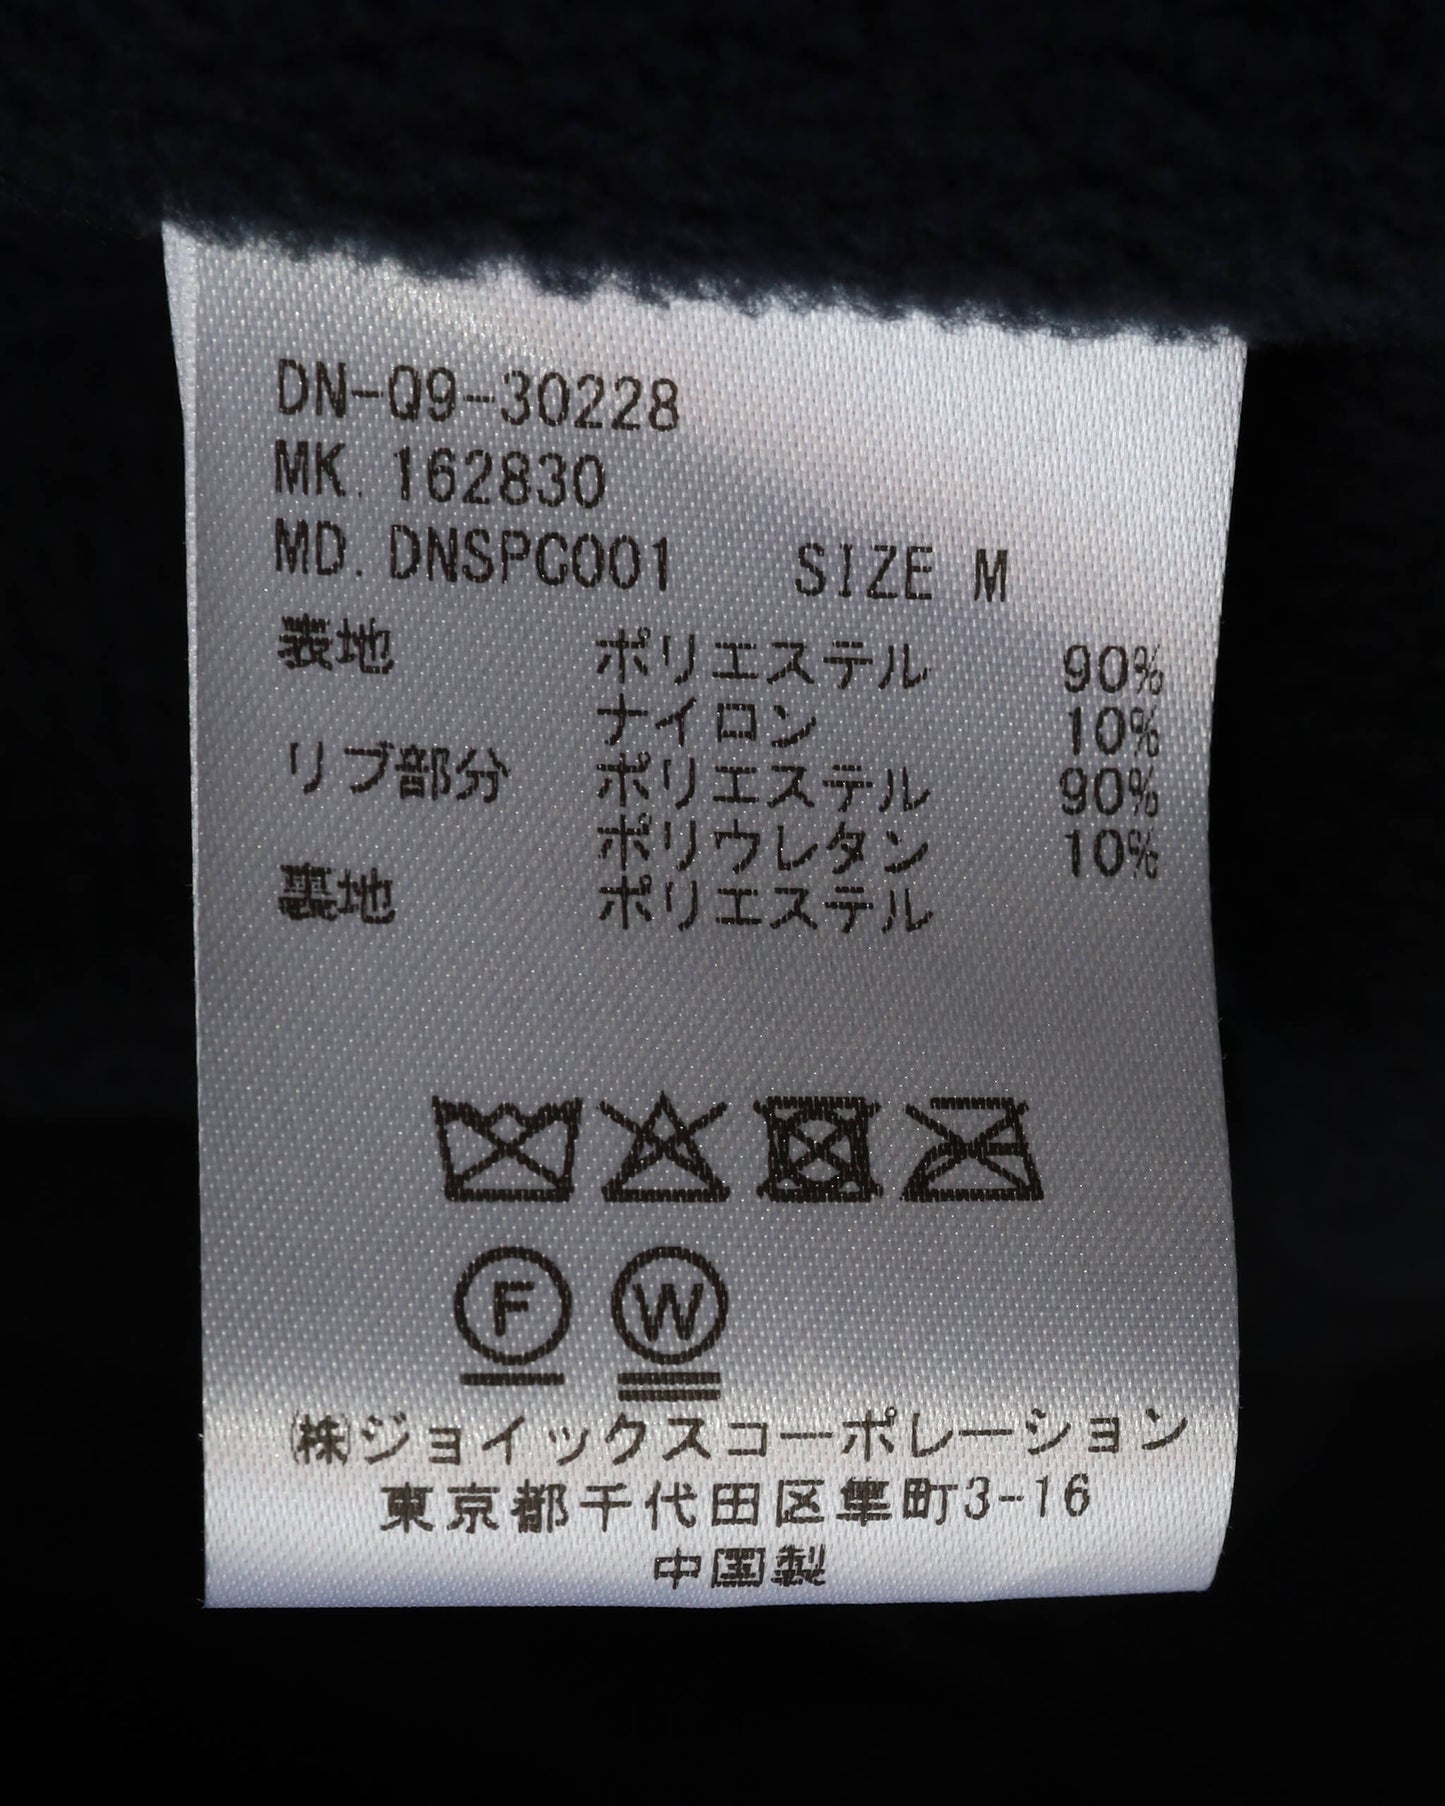 DN-Q9-30228
MK. 162830
MD. DNSPC001 SIZE M
表地 ポリエステル 90%
ナイロン 10%
リブ部分 ポリエステル 90%
ポリウレタン 10%
裏地 ポリエステル
F W
㈱ジョイックスコーポレーション
東京都千代田区隼町3-16
中国製